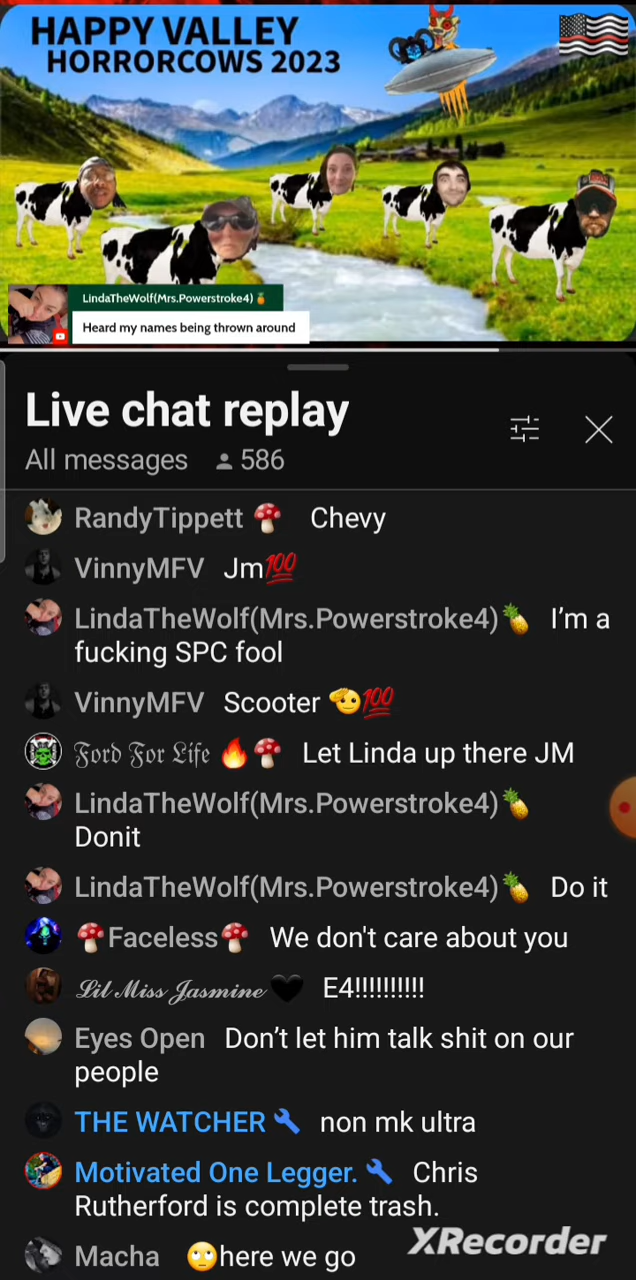 HAPPY VALLEY
HORRORCOWS 2023
LindaTheWolf(Mrs.Powerstroke4)🍍
Heard my names being thrown around
Live chat replay
All messages 586
RandyTippett 🍄 Chevy
VinnyMFV Jm💯
LindaTheWolf(Mrs.Powerstroke4)🍍 I’m a
fucking SPC fool
VinnyMFV Scooter 🫡💯
𝔉𝔬𝔯𝔡 𝔉𝔬𝔯 𝔏𝔦𝔣𝔢 🔥🍄 Let Linda up there JM
LindaTheWolf(Mrs.Powerstroke4)🍍
Donit
LindaTheWolf(Mrs.Powerstroke4)🍍 Do it
🍄Faceless🍄 We don't care about you
𝓛𝓲𝓵 𝓜𝓲𝓼𝓼 𝓙𝓪𝓼𝓶𝓲𝓷𝓮🖤 E4!!!!!!!!!!
Eyes Open Don’t let him talk shit on our
people
THE WATCHER 🔧 non mk ultra
Motivated One Legger. 🔧 Chris
Rutherford is complete trash.
Macha 🙄here we go
XRecorder